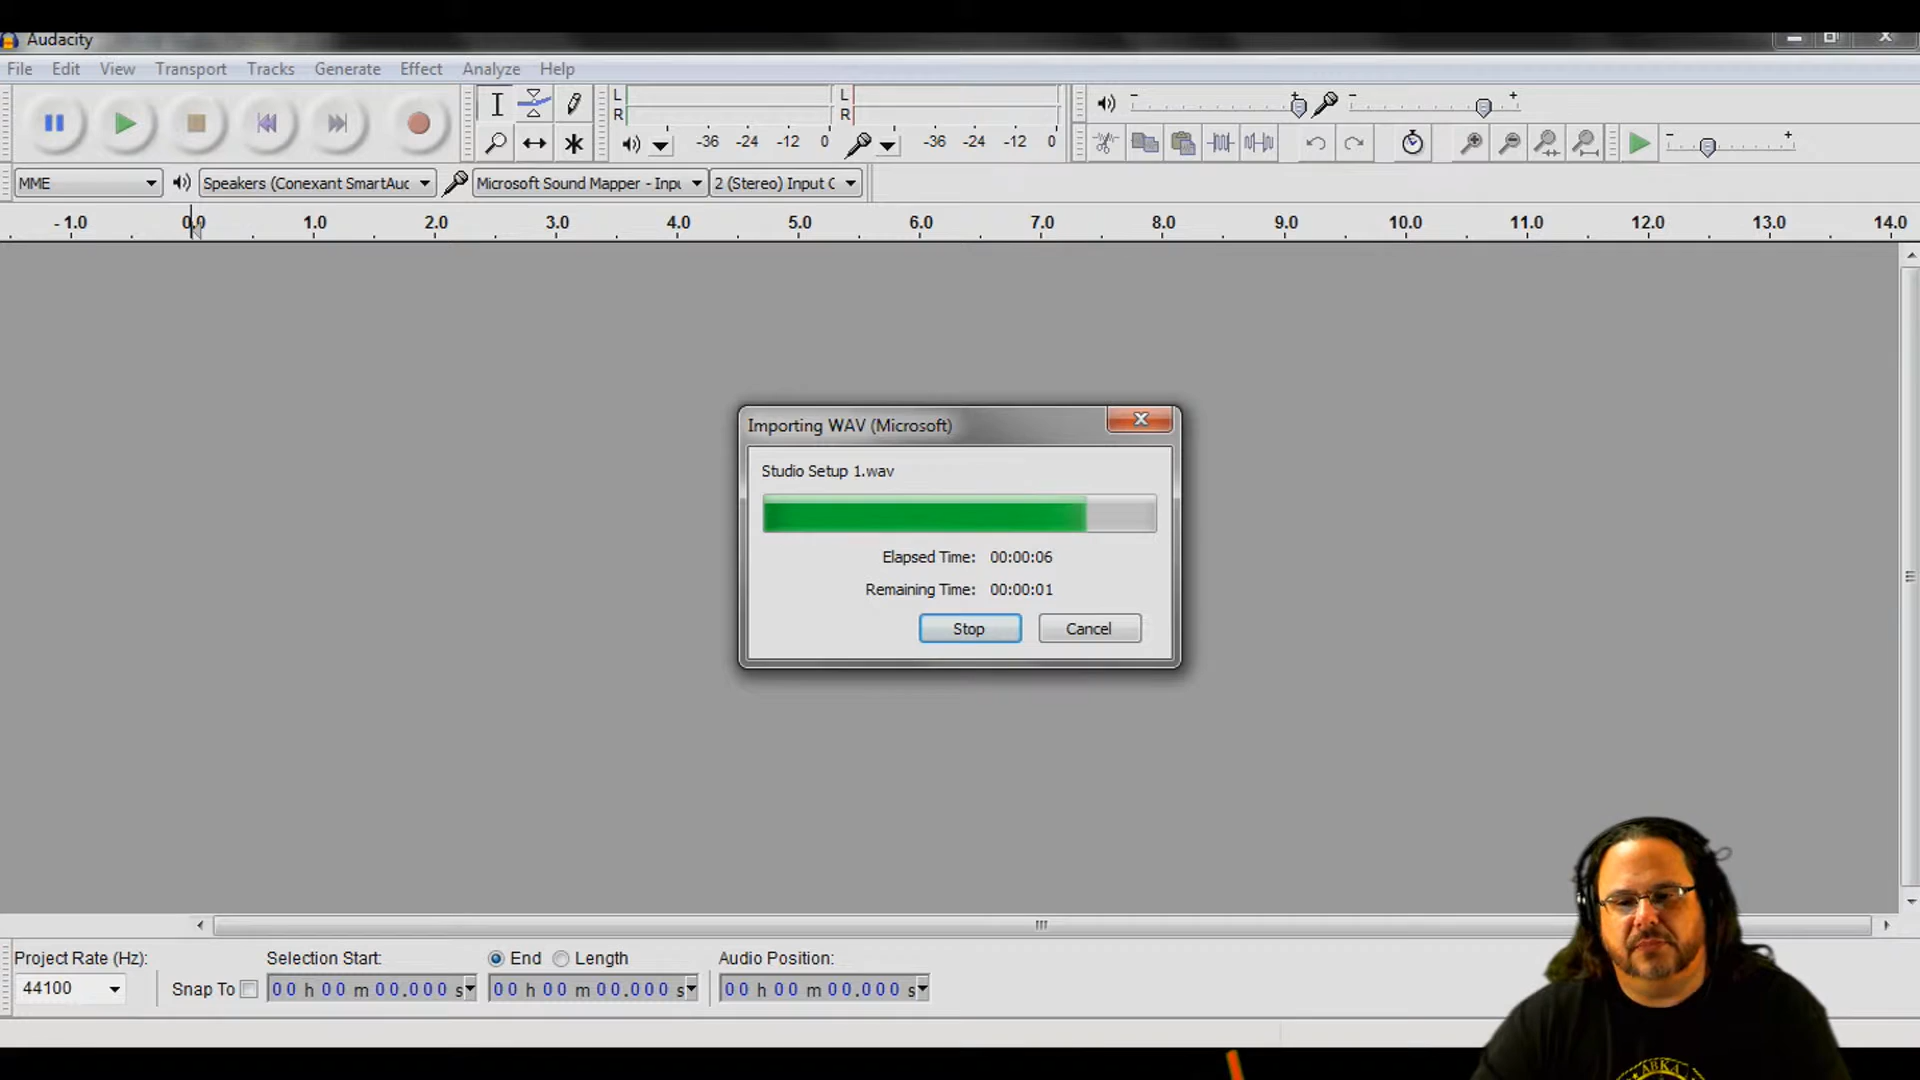 Audacity
File Edit View Transport Tracks Generate Effect Analyze Help
L
R
-36 -24 -12 0
L
R
-36 -24 -12 0
- +
- +
- +
MME
Speakers (Conexant SmartAuc
Microsoft Sound Mapper - Inpu
2 (Stereo) Input C
- 1.0 0.0 1.0 2.0 3.0 4.0 5.0 6.0 7.0 8.0 9.0 10.0 11.0 12.0 13.0 14.0
Importing WAV (Microsoft)
Studio Setup 1.wav
Elapsed Time: 00:00:06
Remaining Time: 00:00:01
Stop Cancel
Project Rate (Hz): Selection Start: End Length Audio Position:
44100 Snap To 00 h 00 m 00.000 s 00 h 00 m 00.000 s 00 h 00 m 00.000 s
ABKA